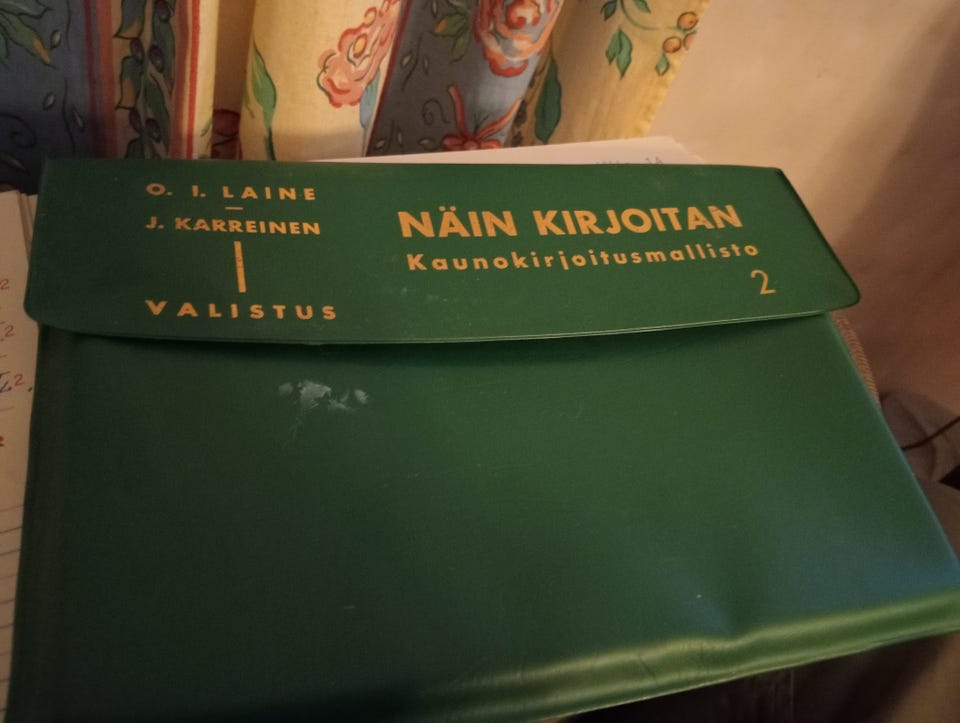 O. I. LAINE
—
J. KARREINEN
VALISTUS
NÄIN KIRJOITAN
Kaunokirjoitusmallisto
2